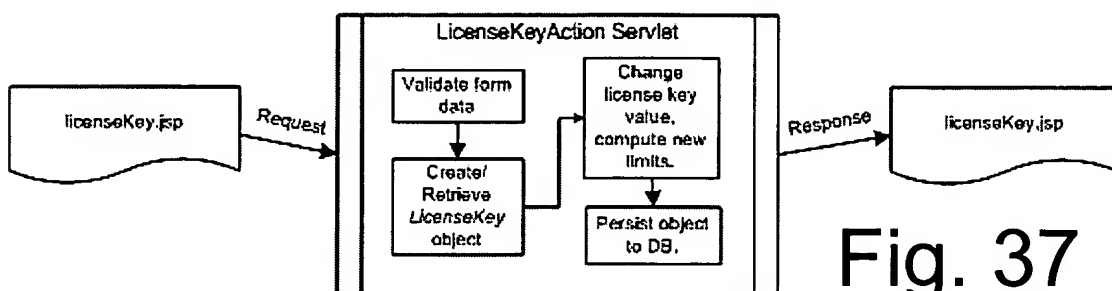 LicenseKeyAction Servlet
licenseKey.jsp
Request
Validate form
data
Create/
Retrieve
LicenseKey
object
Change
license key
value,
compute new
limits.
Persist object
to DB.
Response
licenseKey.jsp
Fig. 37